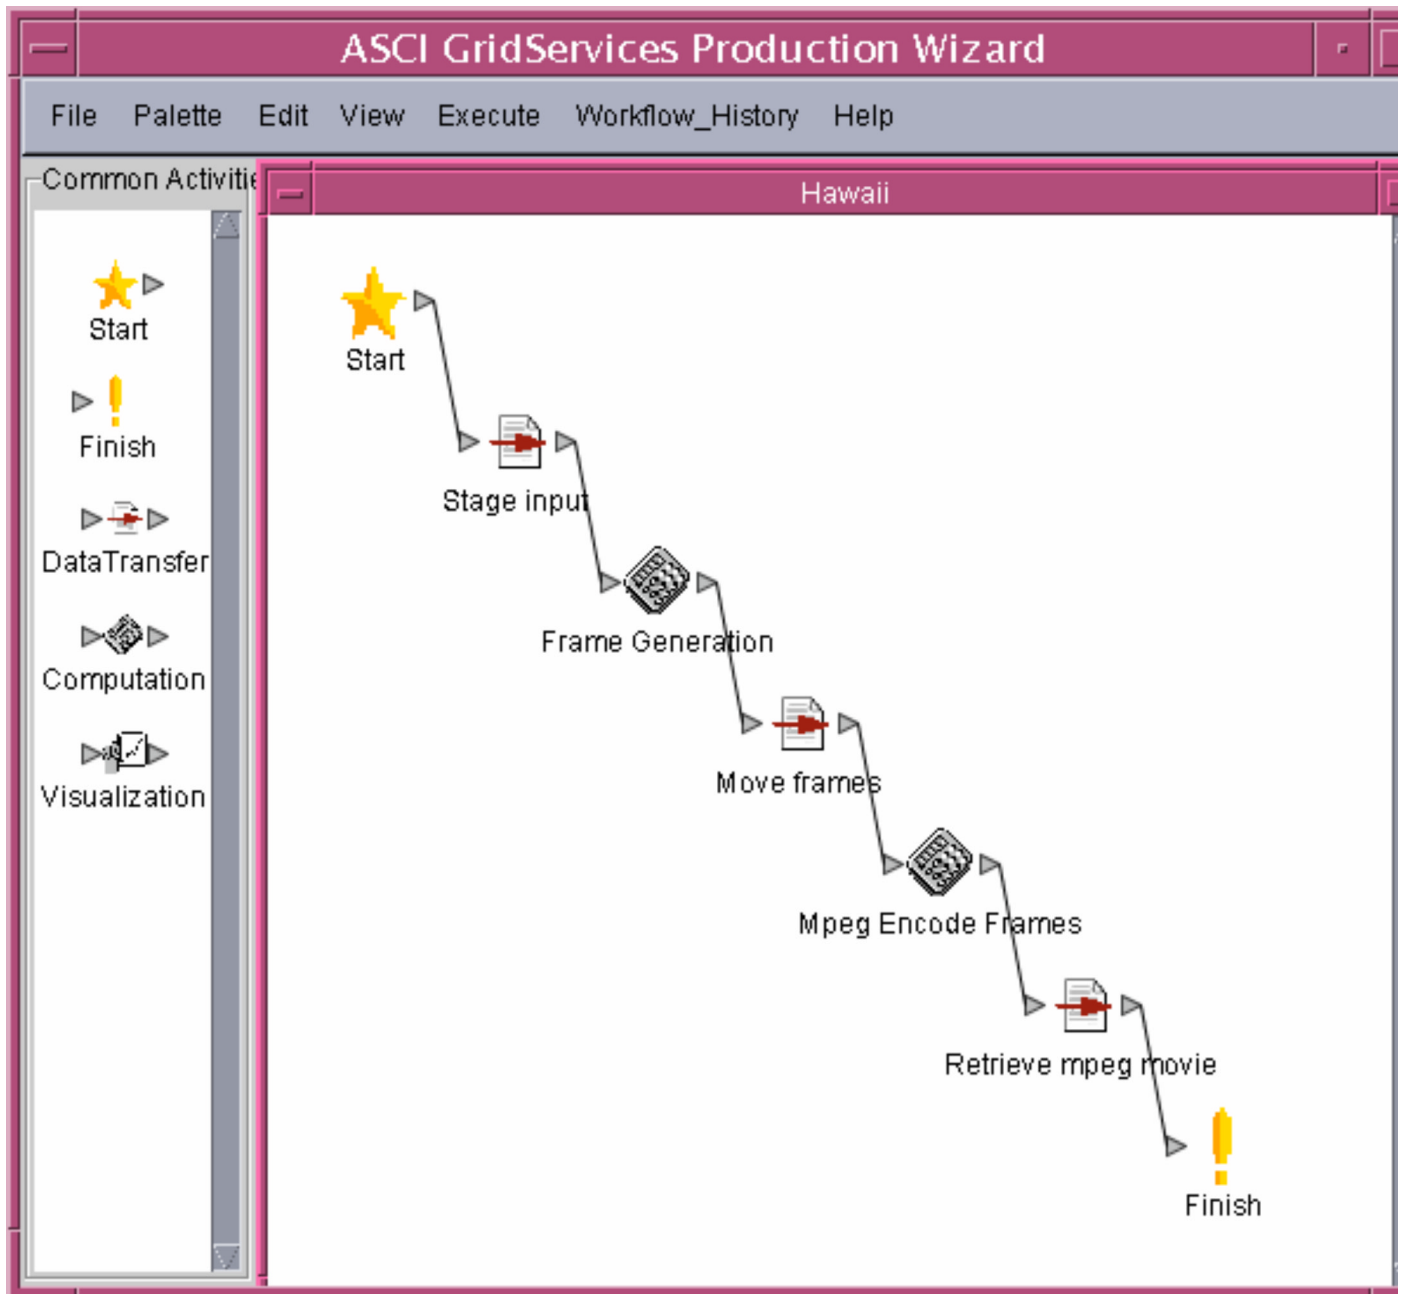 ASCI GridServices Production Wizard
File Palette Edit View Execute Workflow_History Help
Common Activitie
Start
Finish
DataTransfer
Computation
Visualization
Hawaii
Start
Stage input
Frame Generation
Move frames
Mpeg Encode Frames
Retrieve mpeg movie
Finish